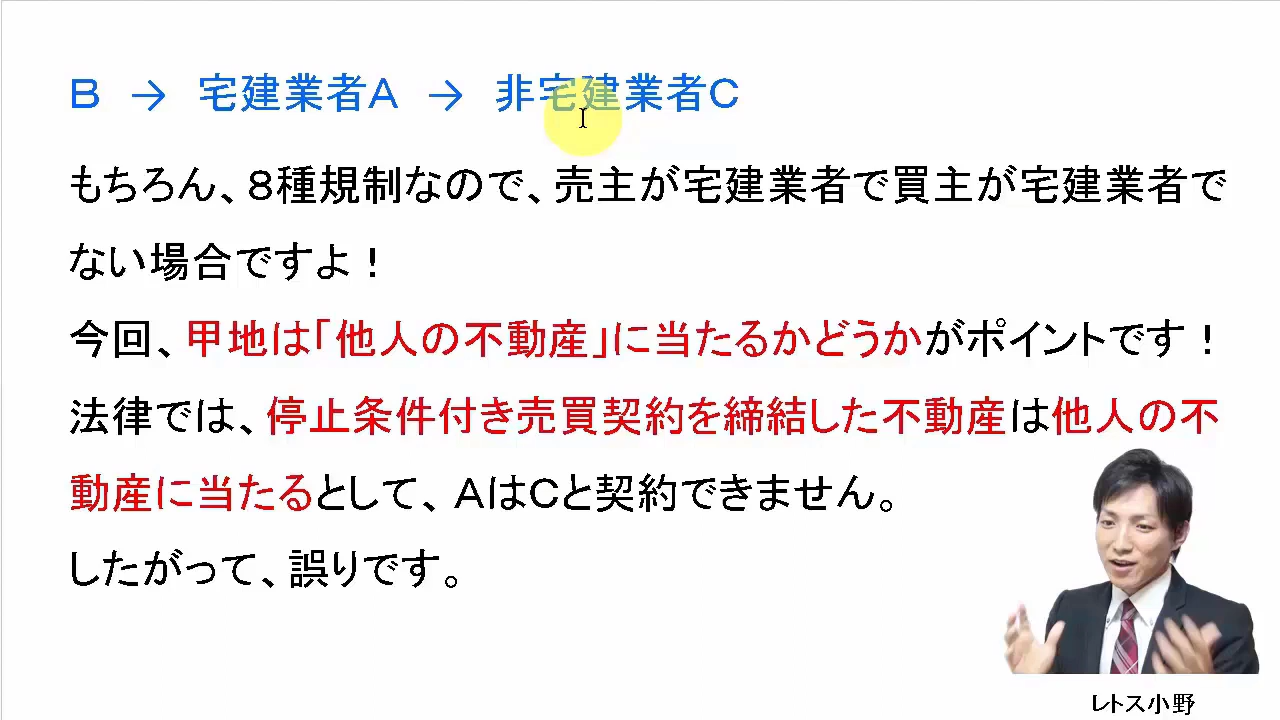 B → 宅建業者A → 非宅建業者C
もちろん、8種規制なので、売主が宅建業者で買主が宅建業者で
ない場合ですよ！
今回、甲地は「他人の不動産」に当たるかどうかがポイントです！
法律では、停止条件付き売買契約を締結した不動産は他人の不
動産に当たるとして、AはCと契約できません。
したがって、誤りです。
レトス小野